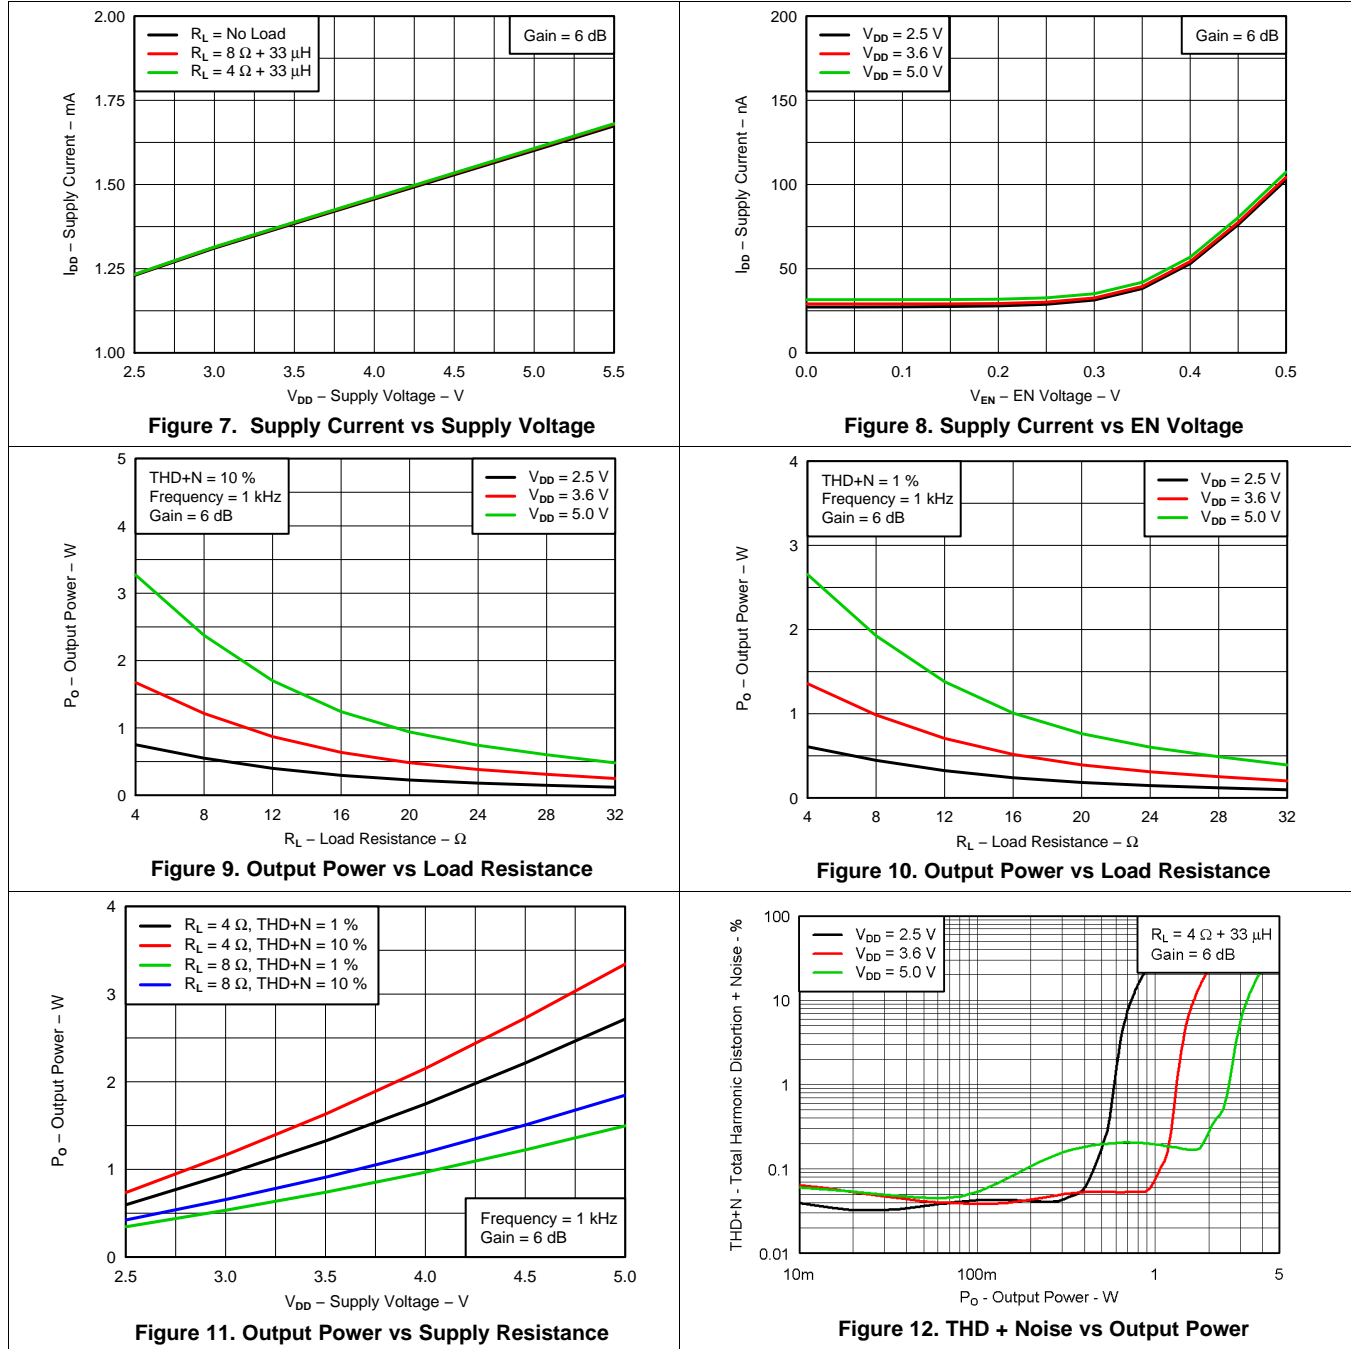 R_L = No Load
R_L = 8 Ω + 33 μH
R_L = 4 Ω + 33 μH
2.00
1.75
1.50
1.25
1.00
I_DD – Supply Current – mA
2.5 3.0 3.5 4.0 4.5 5.0 5.5
V_DD – Supply Voltage – V
Figure 7. Supply Current vs Supply Voltage
V_DD = 2.5 V
V_DD = 3.6 V
V_DD = 5.0 V
Gain = 6 dB
200
150
100
50
0
I_DD – Supply Current – nA
0.0 0.1 0.2 0.3 0.4 0.5
V_EN – EN Voltage – V
Figure 8. Supply Current vs EN Voltage
THD+N = 10 %
Frequency = 1 kHz
Gain = 6 dB
V_DD = 2.5 V
V_DD = 3.6 V
V_DD = 5.0 V
5
4
3
2
1
0
P_O – Output Power – W
4 8 12 16 20 24 28 32
R_L – Load Resistance – Ω
Figure 9. Output Power vs Load Resistance
THD+N = 1 %
Frequency = 1 kHz
Gain = 6 dB
V_DD = 2.5 V
V_DD = 3.6 V
V_DD = 5.0 V
4
3
2
1
0
P_O – Output Power – W
4 8 12 16 20 24 28 32
R_L – Load Resistance – Ω
Figure 10. Output Power vs Load Resistance
R_L = 4 Ω, THD+N = 1 %
R_L = 4 Ω, THD+N = 10 %
R_L = 8 Ω, THD+N = 1 %
R_L = 8 Ω, THD+N = 10 %
4
3
2
1
0
P_O – Output Power – W
Frequency = 1 kHz
Gain = 6 dB
2.5 3.0 3.5 4.0 4.5 5.0
V_DD – Supply Voltage – V
Figure 11. Output Power vs Supply Resistance
V_DD = 2.5 V
V_DD = 3.6 V
V_DD = 5.0 V
R_L = 4 Ω + 33 μH
Gain = 6 dB
100
10
1
0.1
0.01
THD+N - Total Harmonic Distortion + Noise - %
10m 100m 1 5
P_O - Output Power - W
Figure 12. THD + Noise vs Output Power
Gain = 6 dB